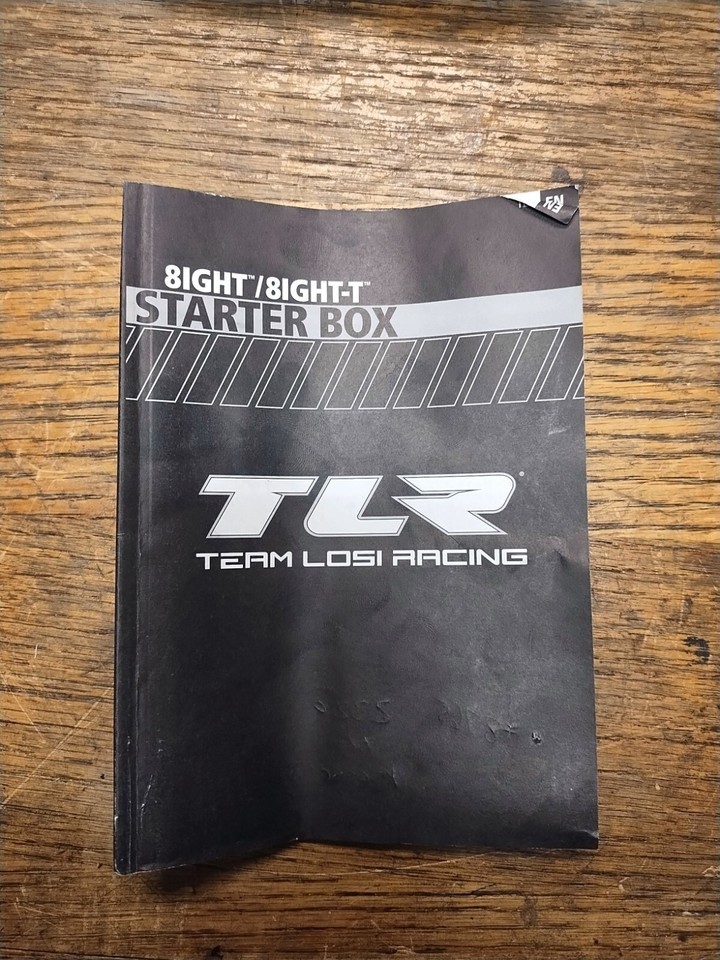 8IGHT™/8IGHT-T™
STARTER BOX
TLR®
TEAM LOSI RACING